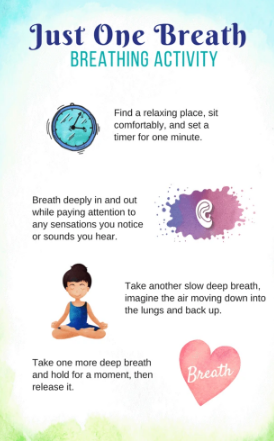 Just One Breath
BREATHING ACTIVITY
Find a relaxing place, sit
comfortably, and set a
timer for one minute.
Breath deeply in and out
while paying attention to
any sensations you notice
or sounds you hear.
Take another slow deep breath,
imagine the air moving down into
the lungs and back up.
Take one more deep breath
and hold for a moment, then
release it.
Breath